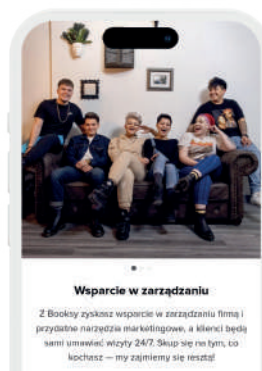 Wsparcie w zarządzaniu
Z Booksy zyskasz wsparcie w zarządzaniu firmą i
przydatne narzędzia marketingowe, a klienci będą
sami umawiać wizyty 24/7. Skup się na tym, co
kochasz — my zajmiemy się resztą!